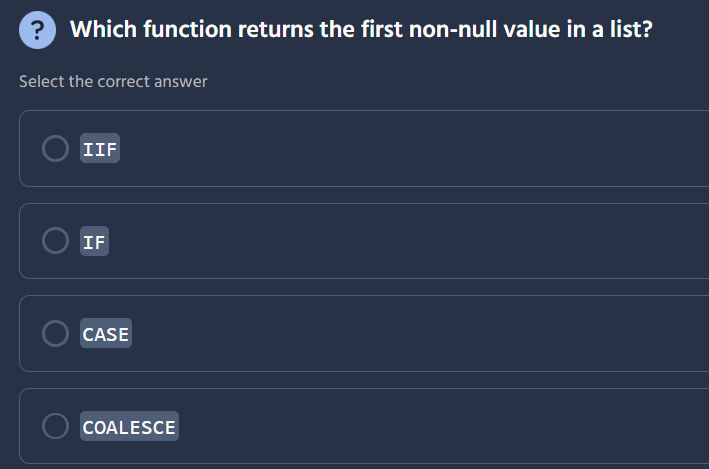 ?
Which function returns the first non-null value in a list?
Select the correct answer
IIF
IF
CASE
COALESCE